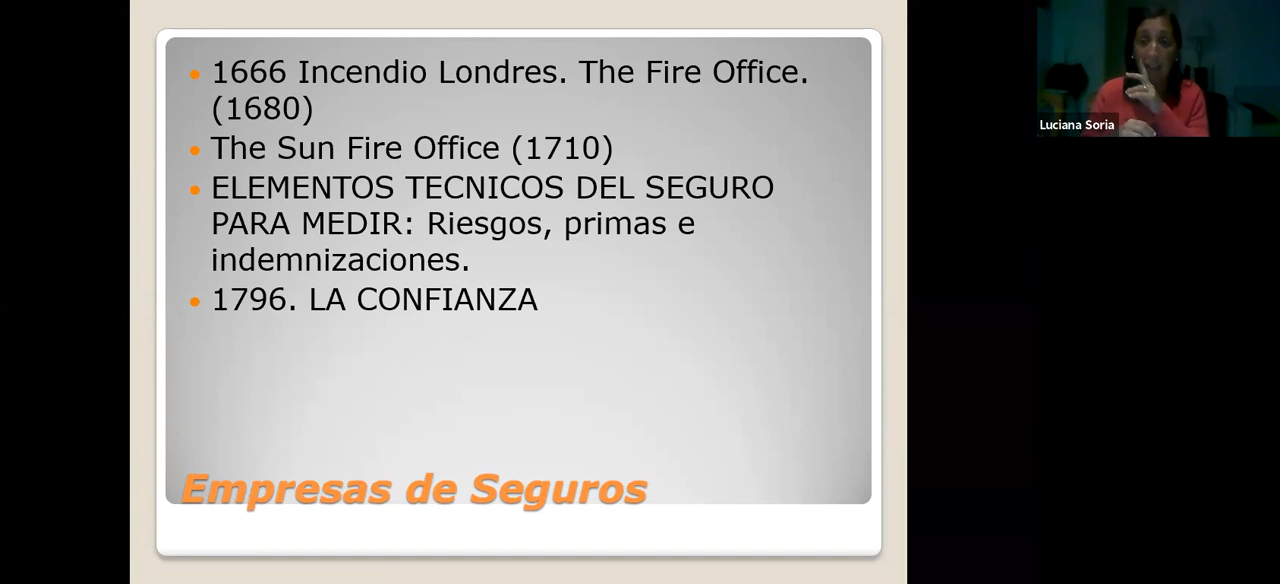 1666 Incendio Londres. The Fire Office.
(1680)
The Sun Fire Office (1710)
ELEMENTOS TECNICOS DEL SEGURO
PARA MEDIR: Riesgos, primas e
indemnizaciones.
1796. LA CONFIANZA
Empresas de Seguros
Luciana Soria